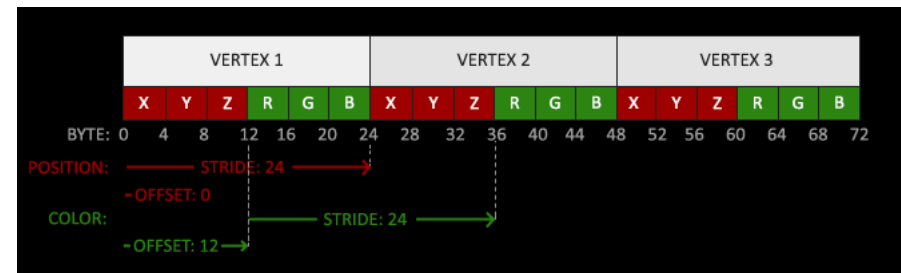 VERTEX 1 VERTEX 2 VERTEX 3
X Y Z R G B X Y Z R G B X Y Z R G B
BYTE: 0 4 8 12 16 20 24 28 32 36 40 44 48 52 56 60 64 68 72
POSITION: STRIDE: 24
OFFSET: 0
COLOR: STRIDE: 24
OFFSET: 12